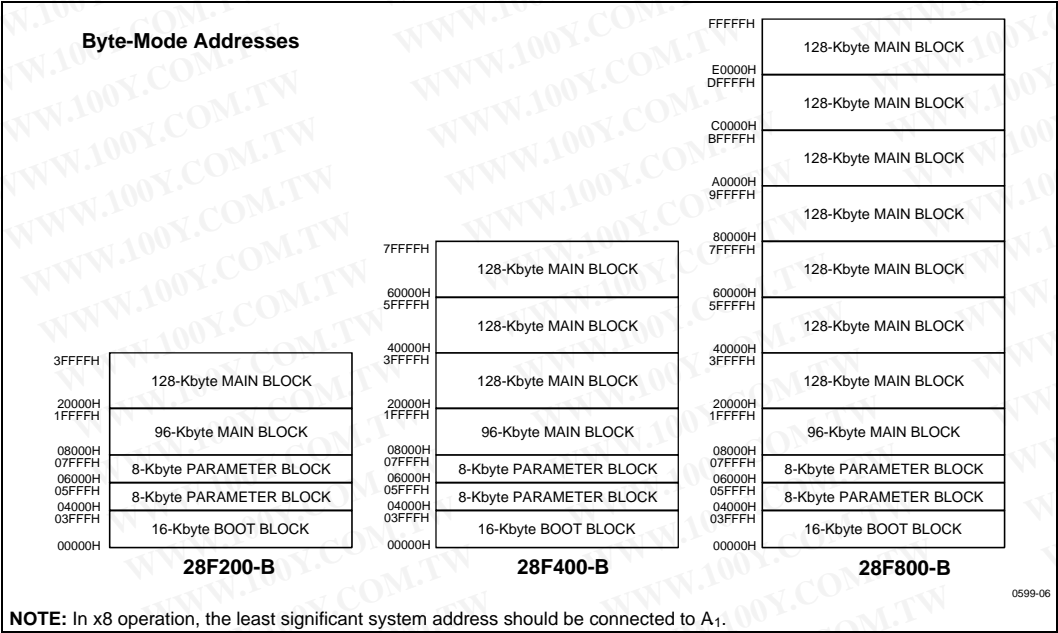 Byte-Mode Addresses
3FFFFH
128-Kbyte MAIN BLOCK
20000H
1FFFFH
96-Kbyte MAIN BLOCK
08000H
07FFFH
8-Kbyte PARAMETER BLOCK
06000H
05FFFH
8-Kbyte PARAMETER BLOCK
04000H
03FFFH
16-Kbyte BOOT BLOCK
00000H
28F200-B
7FFFFH
128-Kbyte MAIN BLOCK
60000H
5FFFFH
128-Kbyte MAIN BLOCK
40000H
3FFFFH
128-Kbyte MAIN BLOCK
20000H
1FFFFH
96-Kbyte MAIN BLOCK
08000H
07FFFH
8-Kbyte PARAMETER BLOCK
06000H
05FFFH
8-Kbyte PARAMETER BLOCK
04000H
03FFFH
16-Kbyte BOOT BLOCK
00000H
28F400-B
FFFFFH
128-Kbyte MAIN BLOCK
E0000H
DFFFFH
128-Kbyte MAIN BLOCK
C0000H
BFFFFH
128-Kbyte MAIN BLOCK
A0000H
9FFFFH
128-Kbyte MAIN BLOCK
80000H
7FFFFH
128-Kbyte MAIN BLOCK
60000H
5FFFFH
128-Kbyte MAIN BLOCK
40000H
3FFFFH
128-Kbyte MAIN BLOCK
20000H
1FFFFH
96-Kbyte MAIN BLOCK
08000H
07FFFH
8-Kbyte PARAMETER BLOCK
06000H
05FFFH
8-Kbyte PARAMETER BLOCK
04000H
03FFFH
16-Kbyte BOOT BLOCK
00000H
28F800-B
0599-06
NOTE: In x8 operation, the least significant system address should be connected to A₁.
WWW.100Y.COM.TW